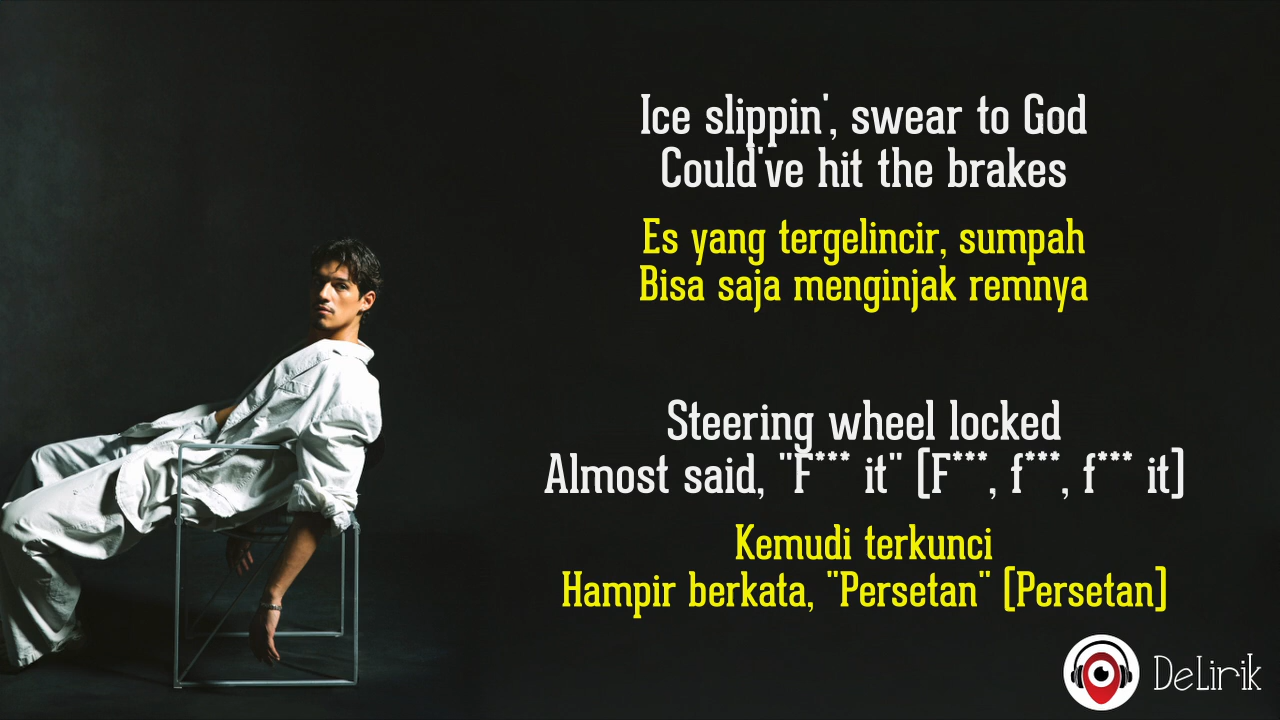 Ice slippin', swear to God
Could've hit the brakes
Es yang tergelincir, sumpah
Bisa saja menginjak remnya
Steering wheel locked
Almost said, "F*** it" (F***, f***, f*** it)
Kemudi terkunci
Hampir berkata, "Persetan" (Persetan)
DeLirik